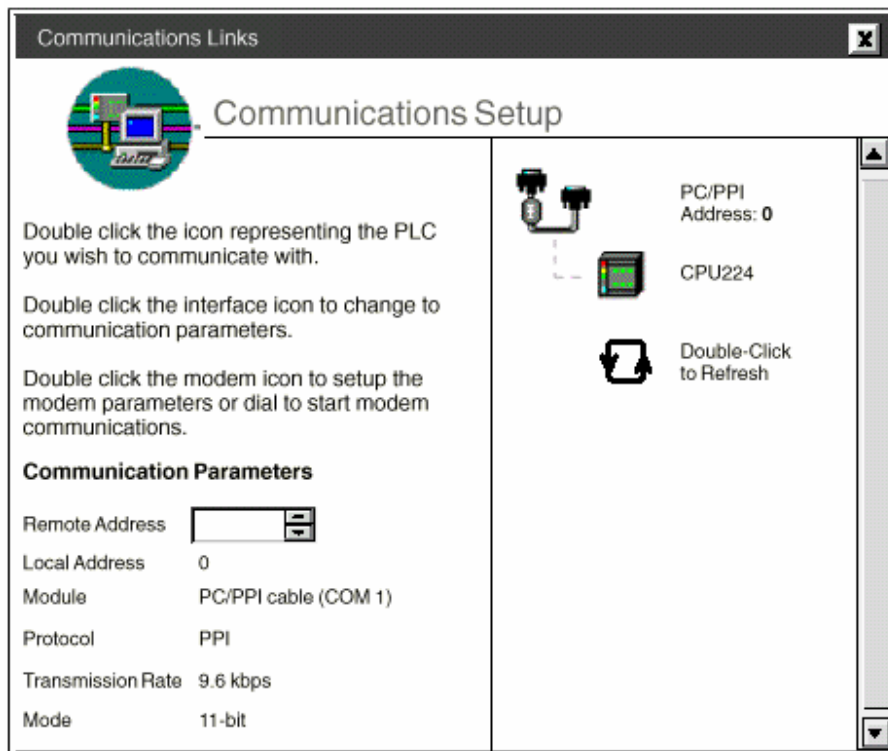 Communications Links
Communications Setup
Double click the icon representing the PLC
you wish to communicate with.
Double click the interface icon to change to
communication parameters.
Double click the modem icon to setup the
modem parameters or dial to start modem
communications.
Communication Parameters
Remote Address
Local Address 0
Module PC/PPI cable (COM 1)
Protocol PPI
Transmission Rate 9.6 kbps
Mode 11-bit
PC/PPI
Address: 0
CPU224
Double-Click
to Refresh